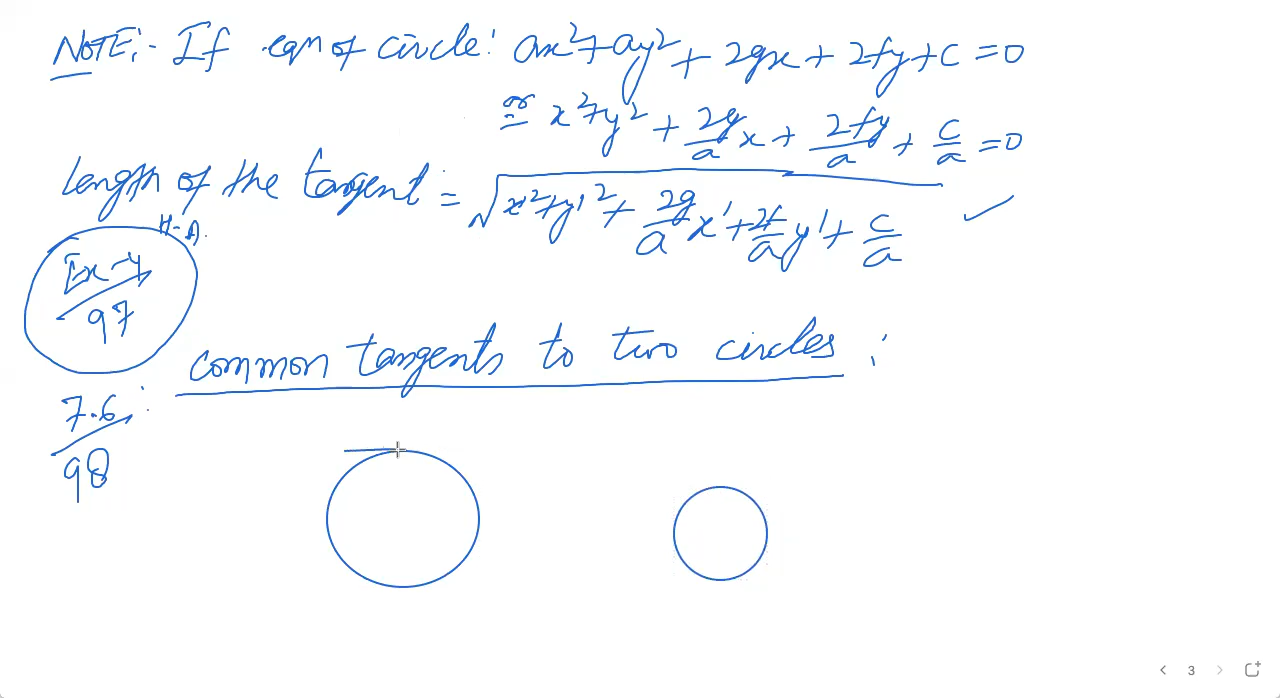 NOTE:- If eqn of circle: ax²+ay²+2gx+2fy+c=0
or x²+y²+2g/a x+2fy/a+c/a=0
Length of the tangent = √x'²+y'²+2g/a x'+2f/a y'+c/a
H-A.
Ex-4/97
common tangents to two circles:
7.6/98:
3